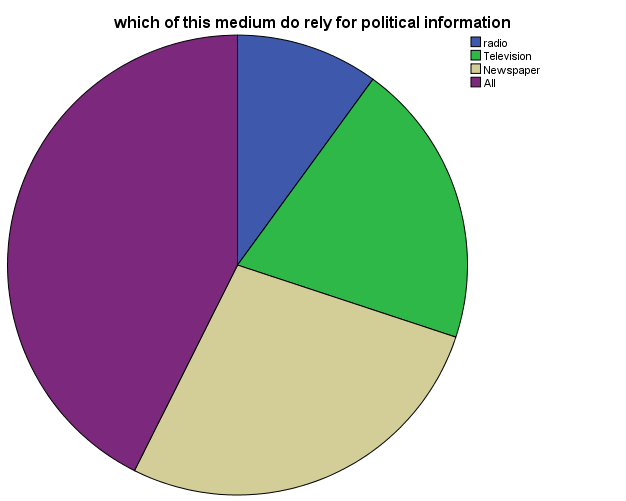 which of this medium do rely for political information
radio
Television
Newspaper
All